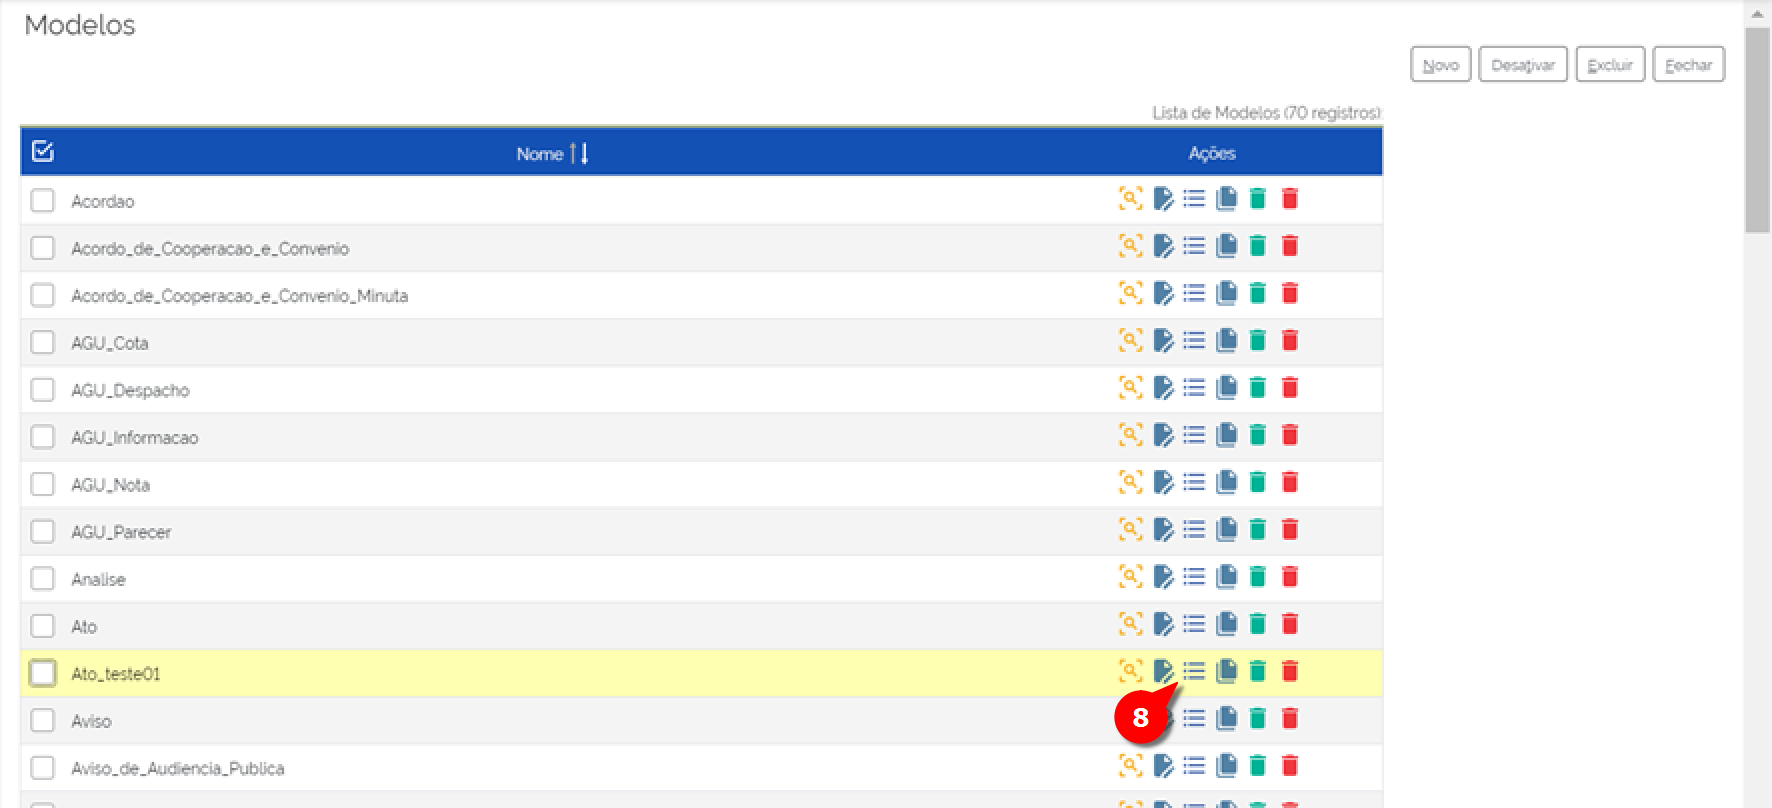 Modelos
Novo Desativar Excluir Fechar
Lista de Modelos (70 registros):
Nome Ações
Acordao
Acordo_de_Cooperacao_e_Convenio
Acordo_de_Cooperacao_e_Convenio_Minuta
AGU_Cota
AGU_Despacho
AGU_Informacao
AGU_Nota
AGU_Parecer
Analise
Ato
Ato_teste01
Aviso
8
Aviso_de_Audiencia_Publica